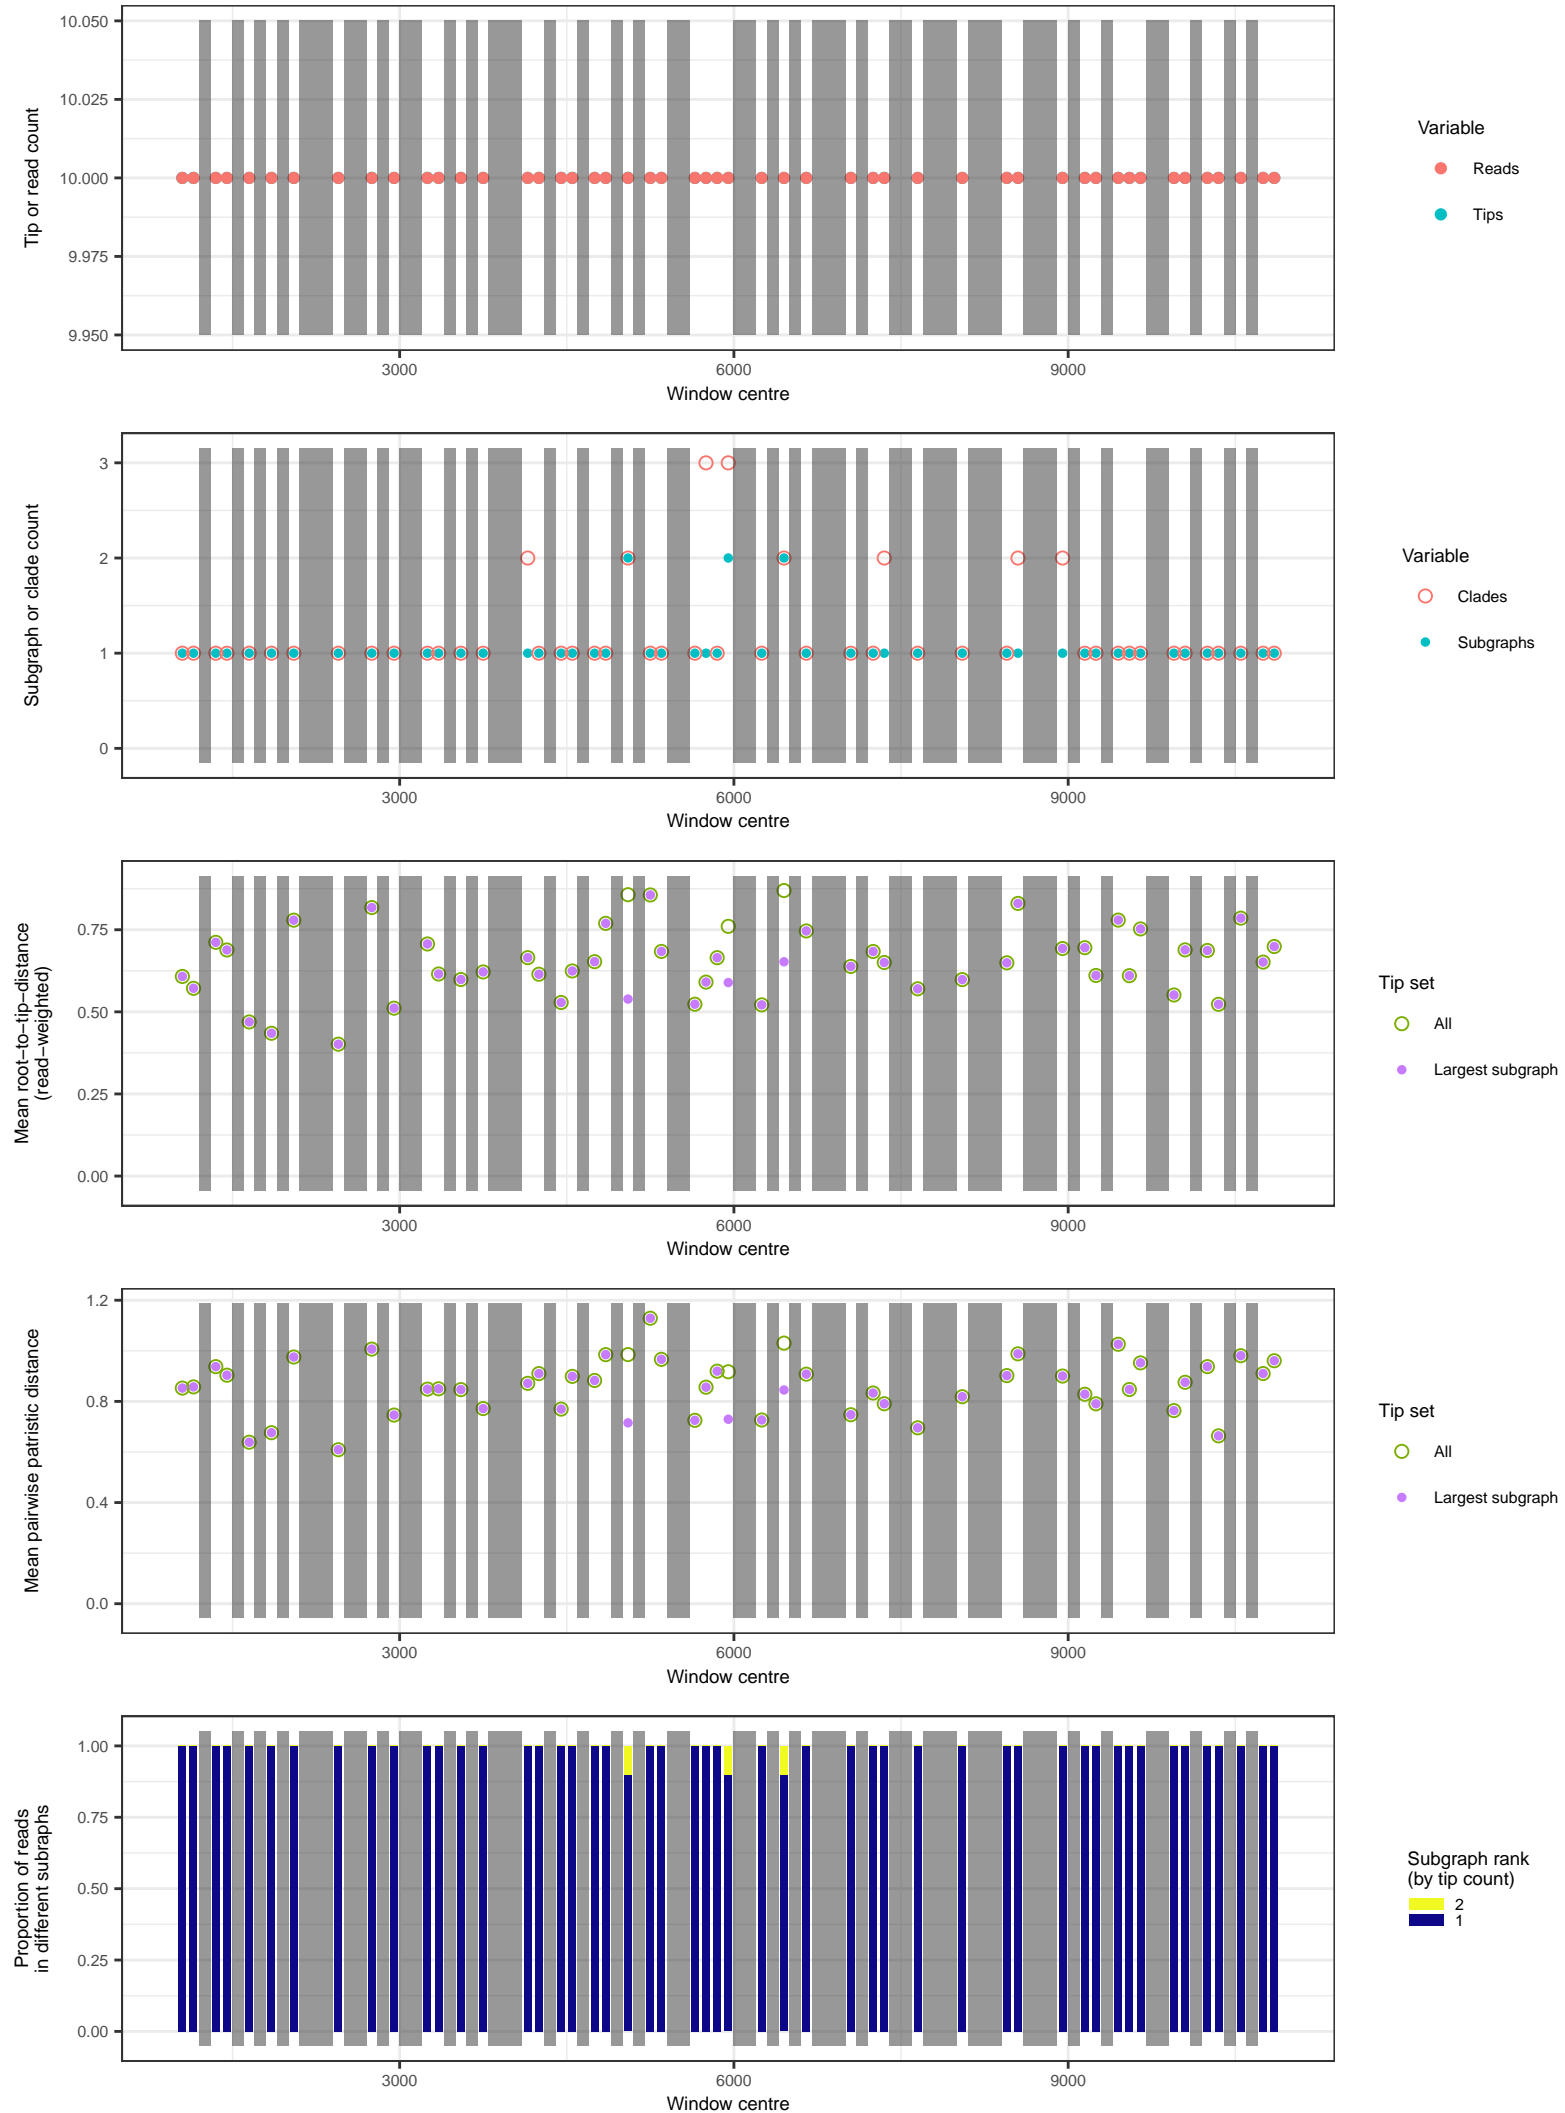 10.050
10.025
10.000
9.975
9.950
Tip or read count
3000
6000
9000
Window centre
Variable
Reads
Tips
3
2
1
0
Subgraph or clade count
3000
6000
9000
Window centre
Variable
Clades
Subgraphs
0.75
0.50
0.25
0.00
Mean root−to−tip−distance
(read−weighted)
3000
6000
9000
Window centre
Tip set
All
Largest subgraph
1.2
0.8
0.4
0.0
Mean pairwise patristic distance
3000
6000
9000
Window centre
Tip set
All
Largest subgraph
1.00
0.75
0.50
0.25
0.00
Proportion of reads
in different subraphs
3000
6000
9000
Window centre
Subgraph rank
(by tip count)
2
1